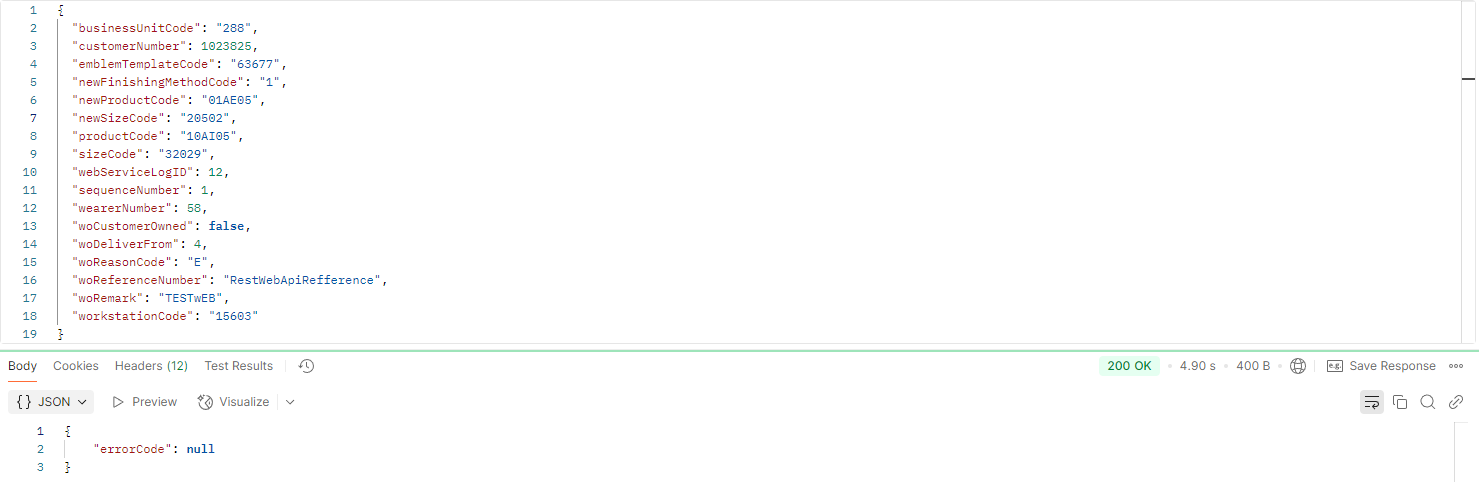 1 {
2 "businessUnitCode": "288",
3 "customerNumber": 1023825,
4 "emblemTemplateCode": "63677",
5 "newFinishingMethodCode": "1",
6 "newProductCode": "01AE05",
7 "newSizeCode": "20502",
8 "productCode": "10AI05",
9 "sizeCode": "32029",
10 "webServiceLogID": 12,
11 "sequenceNumber": 1,
12 "wearerNumber": 58,
13 "woCustomerOwned": false,
14 "woDeliverFrom": 4,
15 "woReasonCode": "E",
16 "woReferenceNumber": "RestWebApiRefference",
17 "woRemark": "TESTwEB",
18 "workstationCode": "15603"
19 }
Body Cookies Headers (12) Test Results 200 OK • 4.90 s • 400 B e.g. Save Response
{} JSON Preview Visualize
1 {
2 "errorCode": null
3 }